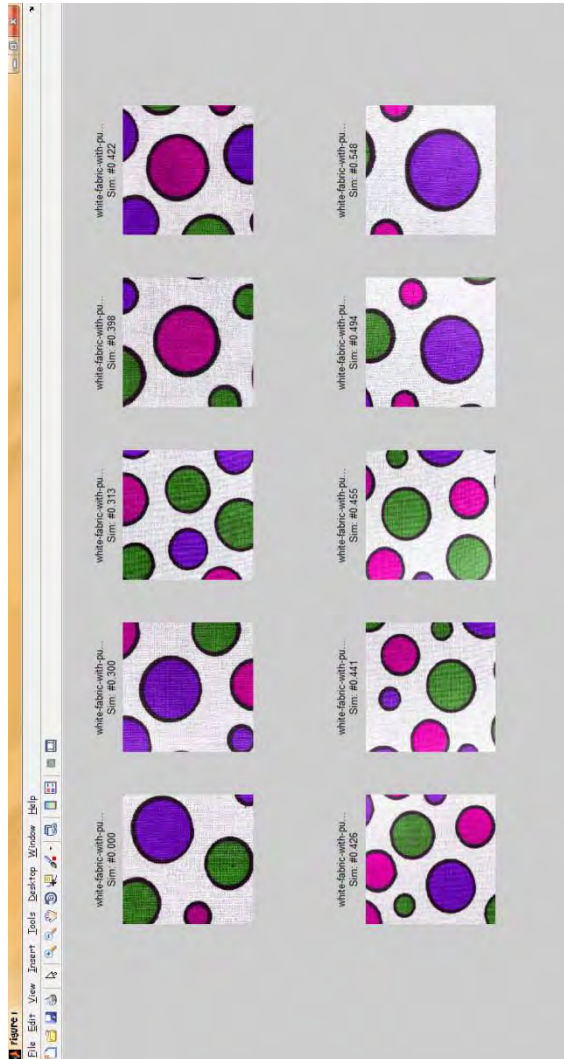 Figure 1
File Edit View Insert Tools Desktop Window Help
white-fabric-with-pu...
Sim: #0.000
white-fabric-with-pu...
Sim: #0.300
white-fabric-with-pu...
Sim: #0.313
white-fabric-with-pu...
Sim: #0.398
white-fabric-with-pu...
Sim: #0.422
white-fabric-with-pu...
Sim: #0.426
white-fabric-with-pu...
Sim: #0.441
white-fabric-with-pu...
Sim: #0.455
white-fabric-with-pu...
Sim: #0.494
white-fabric-with-pu...
Sim: #0.548